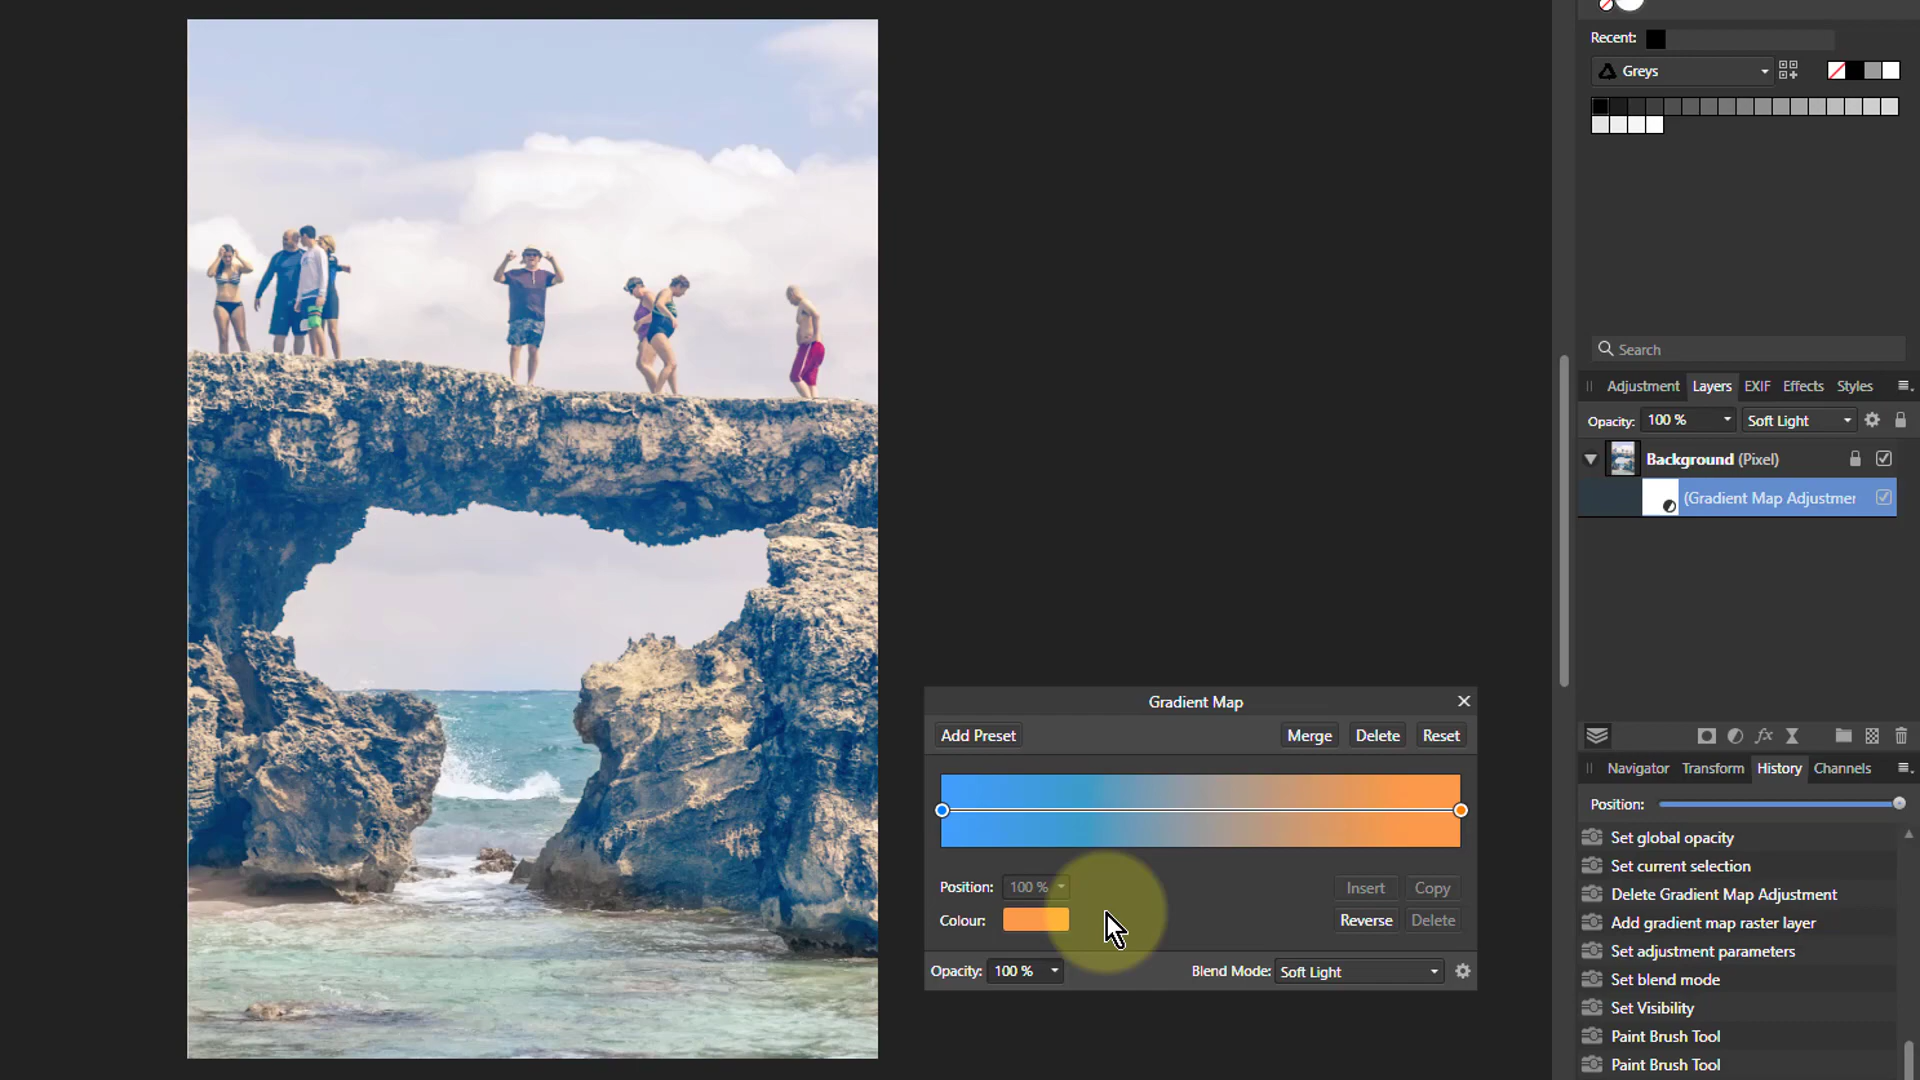 Recent:
Greys
Search
Adjustment Layers EXIF Effects Styles
Opacity: 100 % Soft Light
Background (Pixel)
(Gradient Map Adjustmer
Gradient Map
Add Preset Merge Delete Reset
Position: 100 % Insert Copy
Colour: Reverse Delete
Opacity: 100 % Blend Mode: Soft Light
Navigator Transform History Channels
Position:
Set global opacity
Set current selection
Delete Gradient Map Adjustment
Add gradient map raster layer
Set adjustment parameters
Set blend mode
Set Visibility
Paint Brush Tool
Paint Brush Tool